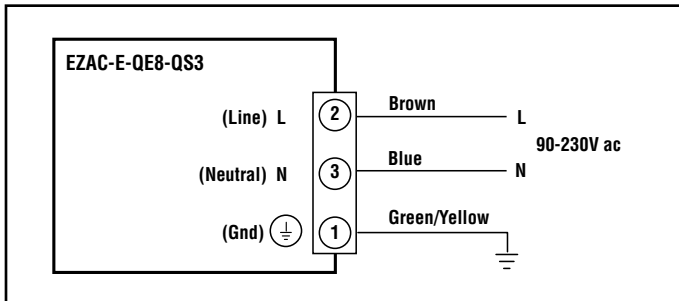 EZAC-E-QE8-QS3
(Line) L 2 Brown L
90-230V ac
(Neutral) N 3 Blue N
(Gnd) 1 Green/Yellow